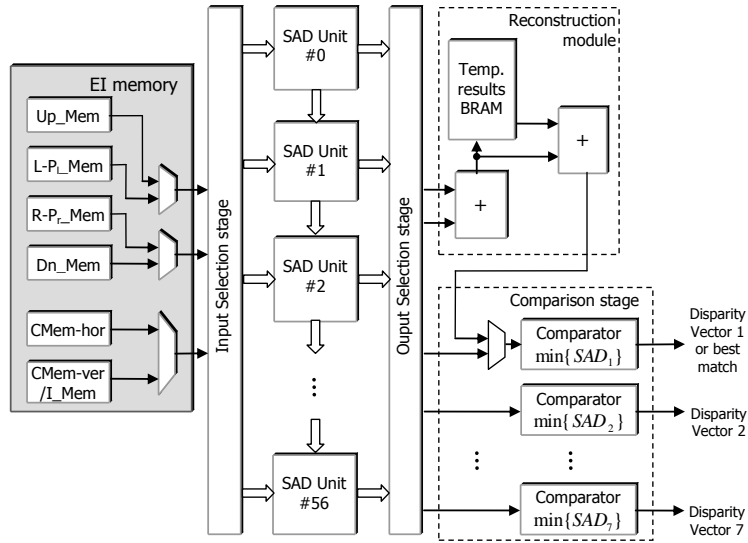 EI memory
Up_Mem
L-Pl_Mem
R-Pr_Mem
Dn_Mem
CMem-hor
CMem-ver
/I_Mem
Input Selection stage
SAD Unit
#0
SAD Unit
#1
SAD Unit
#2
...
SAD Unit
#56
Ouput Selection stage
Reconstruction
module
Temp.
results
BRAM
+
+
Comparison stage
Comparator
min{SAD1}
Comparator
min{SAD2}
...
...
Comparator
min{SAD7}
Disparity
Vector 1
or best
match
Disparity
Vector 2
Disparity
Vector 7